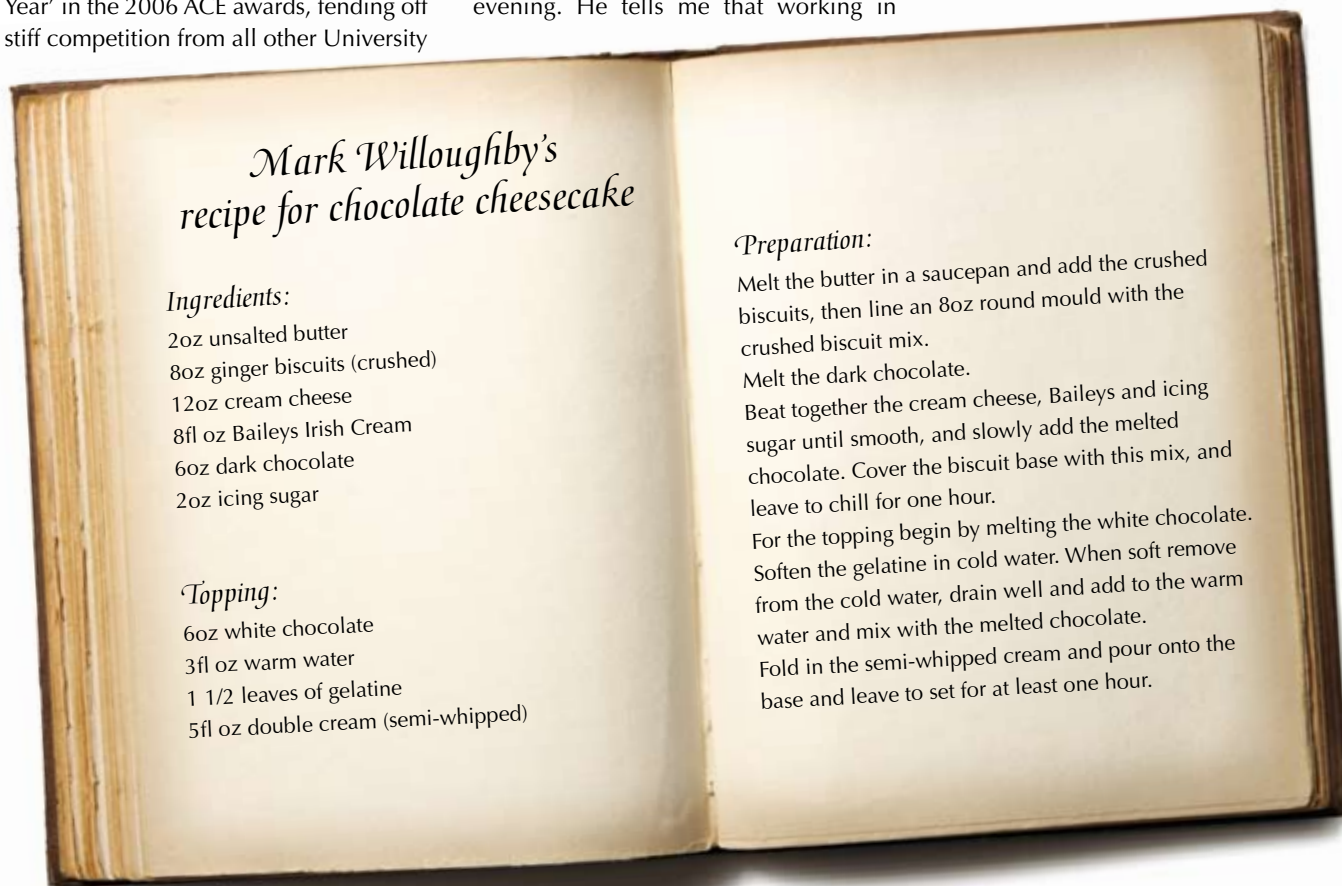 Year' in the 2006 ACE awards, fending off
stiff competition from all other University
evening. He tells me that working in
Mark Willoughby's
recipe for chocolate cheesecake
Ingredients:
2oz unsalted butter
8oz ginger biscuits (crushed)
12oz cream cheese
8fl oz Baileys Irish Cream
6oz dark chocolate
2oz icing sugar
Topping:
6oz white chocolate
3fl oz warm water
1 1/2 leaves of gelatine
5fl oz double cream (semi-whipped)
Preparation:
Melt the butter in a saucepan and add the crushed
biscuits, then line an 8oz round mould with the
crushed biscuit mix.
Melt the dark chocolate.
Beat together the cream cheese, Baileys and icing
sugar until smooth, and slowly add the melted
chocolate. Cover the biscuit base with this mix, and
leave to chill for one hour.
For the topping begin by melting the white chocolate.
Soften the gelatine in cold water. When soft remove
from the cold water, drain well and add to the warm
water and mix with the melted chocolate.
Fold in the semi-whipped cream and pour onto the
base and leave to set for at least one hour.